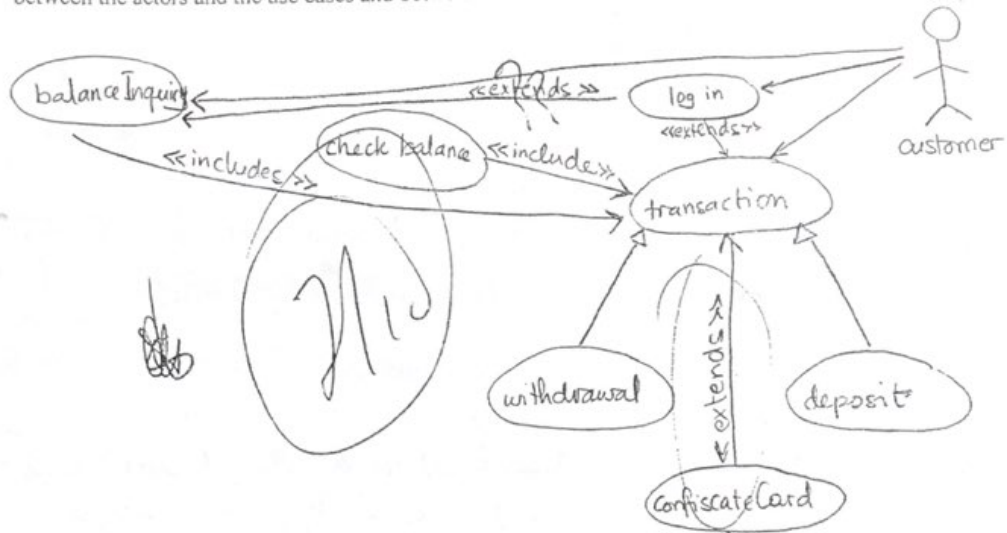 between the actors and the use cases and
balanceInquiry
<<extends>>
??
log in
<<extends>>
customer
check balance
<<include>>
<<includes>>
transaction
withdrawal
<<extends>>
deposit
confiscateCard